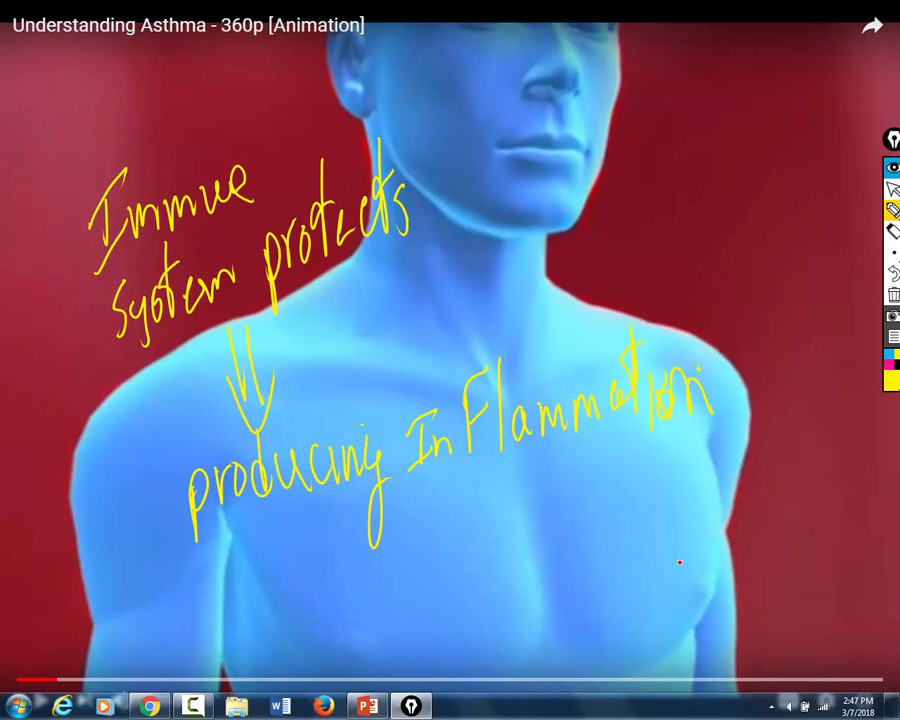 Understanding Asthma - 360p [Animation]
Immue
System protects
producing InFlammation
2:47 PM
3/7/2018